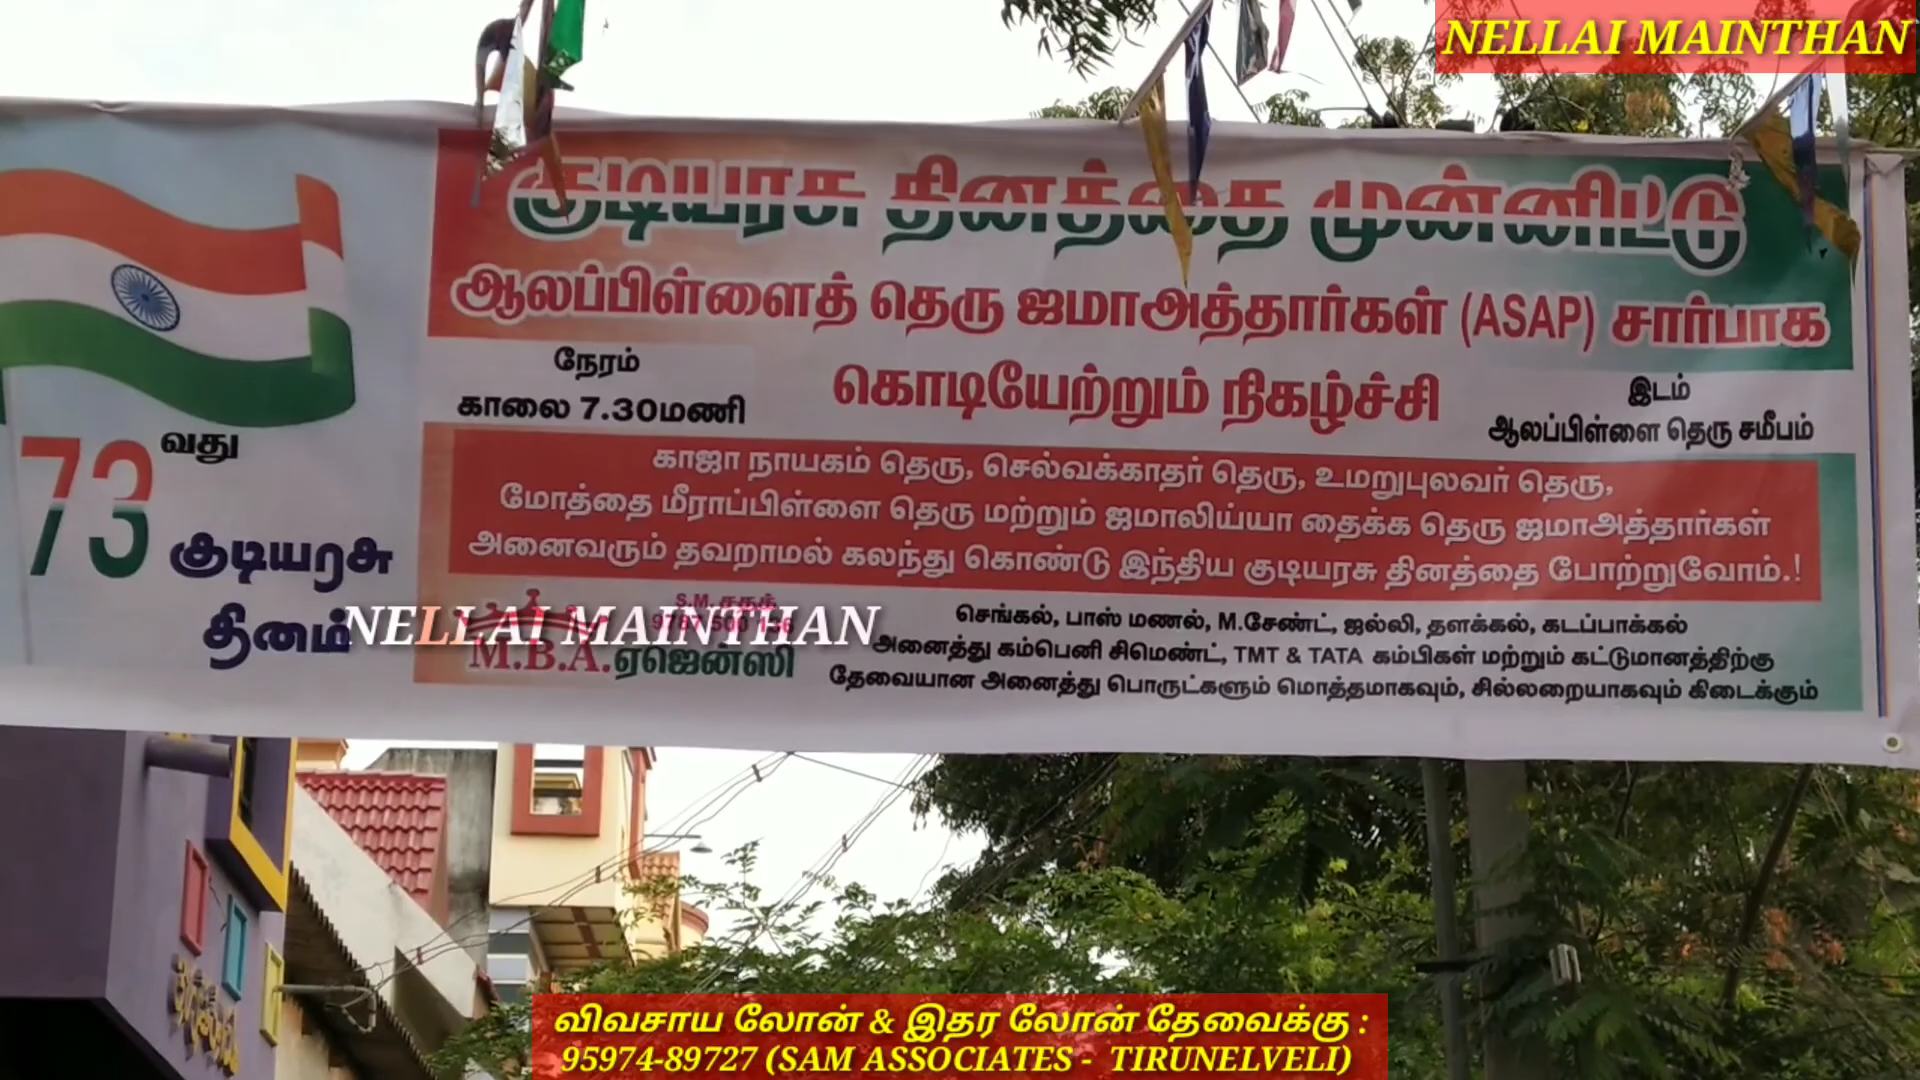 NELLAI MAINTHAN
குடியரசு தினத்தை முன்னிட்டு
ஆலப்பிள்ளைத் தெரு ஜமாஅத்தார்கள் (ASAP) சார்பாக
நேரம்
காலை 7.30மணி
கொடியேற்றும் நிகழ்ச்சி
இடம்
ஆலப்பிள்ளை தெரு சமீபம்
73வது
குடியரசு
தினம்
காஜா நாயகம் தெரு, செல்வக்காதர் தெரு, உமறுபுலவர் தெரு,
மோத்தை மீராப்பிள்ளை தெரு மற்றும் ஜமாலிய்யா தைக்க தெரு ஜமாஅத்தார்கள்
அனைவரும் தவறாமல் கலந்து கொண்டு இந்திய குடியரசு தினத்தை போற்றுவோம்.!
NELLAI MAINTHAN
S.M.
M.B.A.ஏஜென்ஸி
செங்கல், பாஸ் மணல், M.சேண்ட், ஜல்லி, தளக்கல், கடப்பாக்கல்
அனைத்து கம்பெனி சிமெண்ட், TMT & TATA கம்பிகள் மற்றும் கட்டுமானத்திற்கு
தேவையான அனைத்து பொருட்களும் மொத்தமாகவும், சில்லறையாகவும் கிடைக்கும்
விவசாய லோன் & இதர லோன் தேவைக்கு :
95974-89727 (SAM ASSOCIATES - TIRUNELVELI)